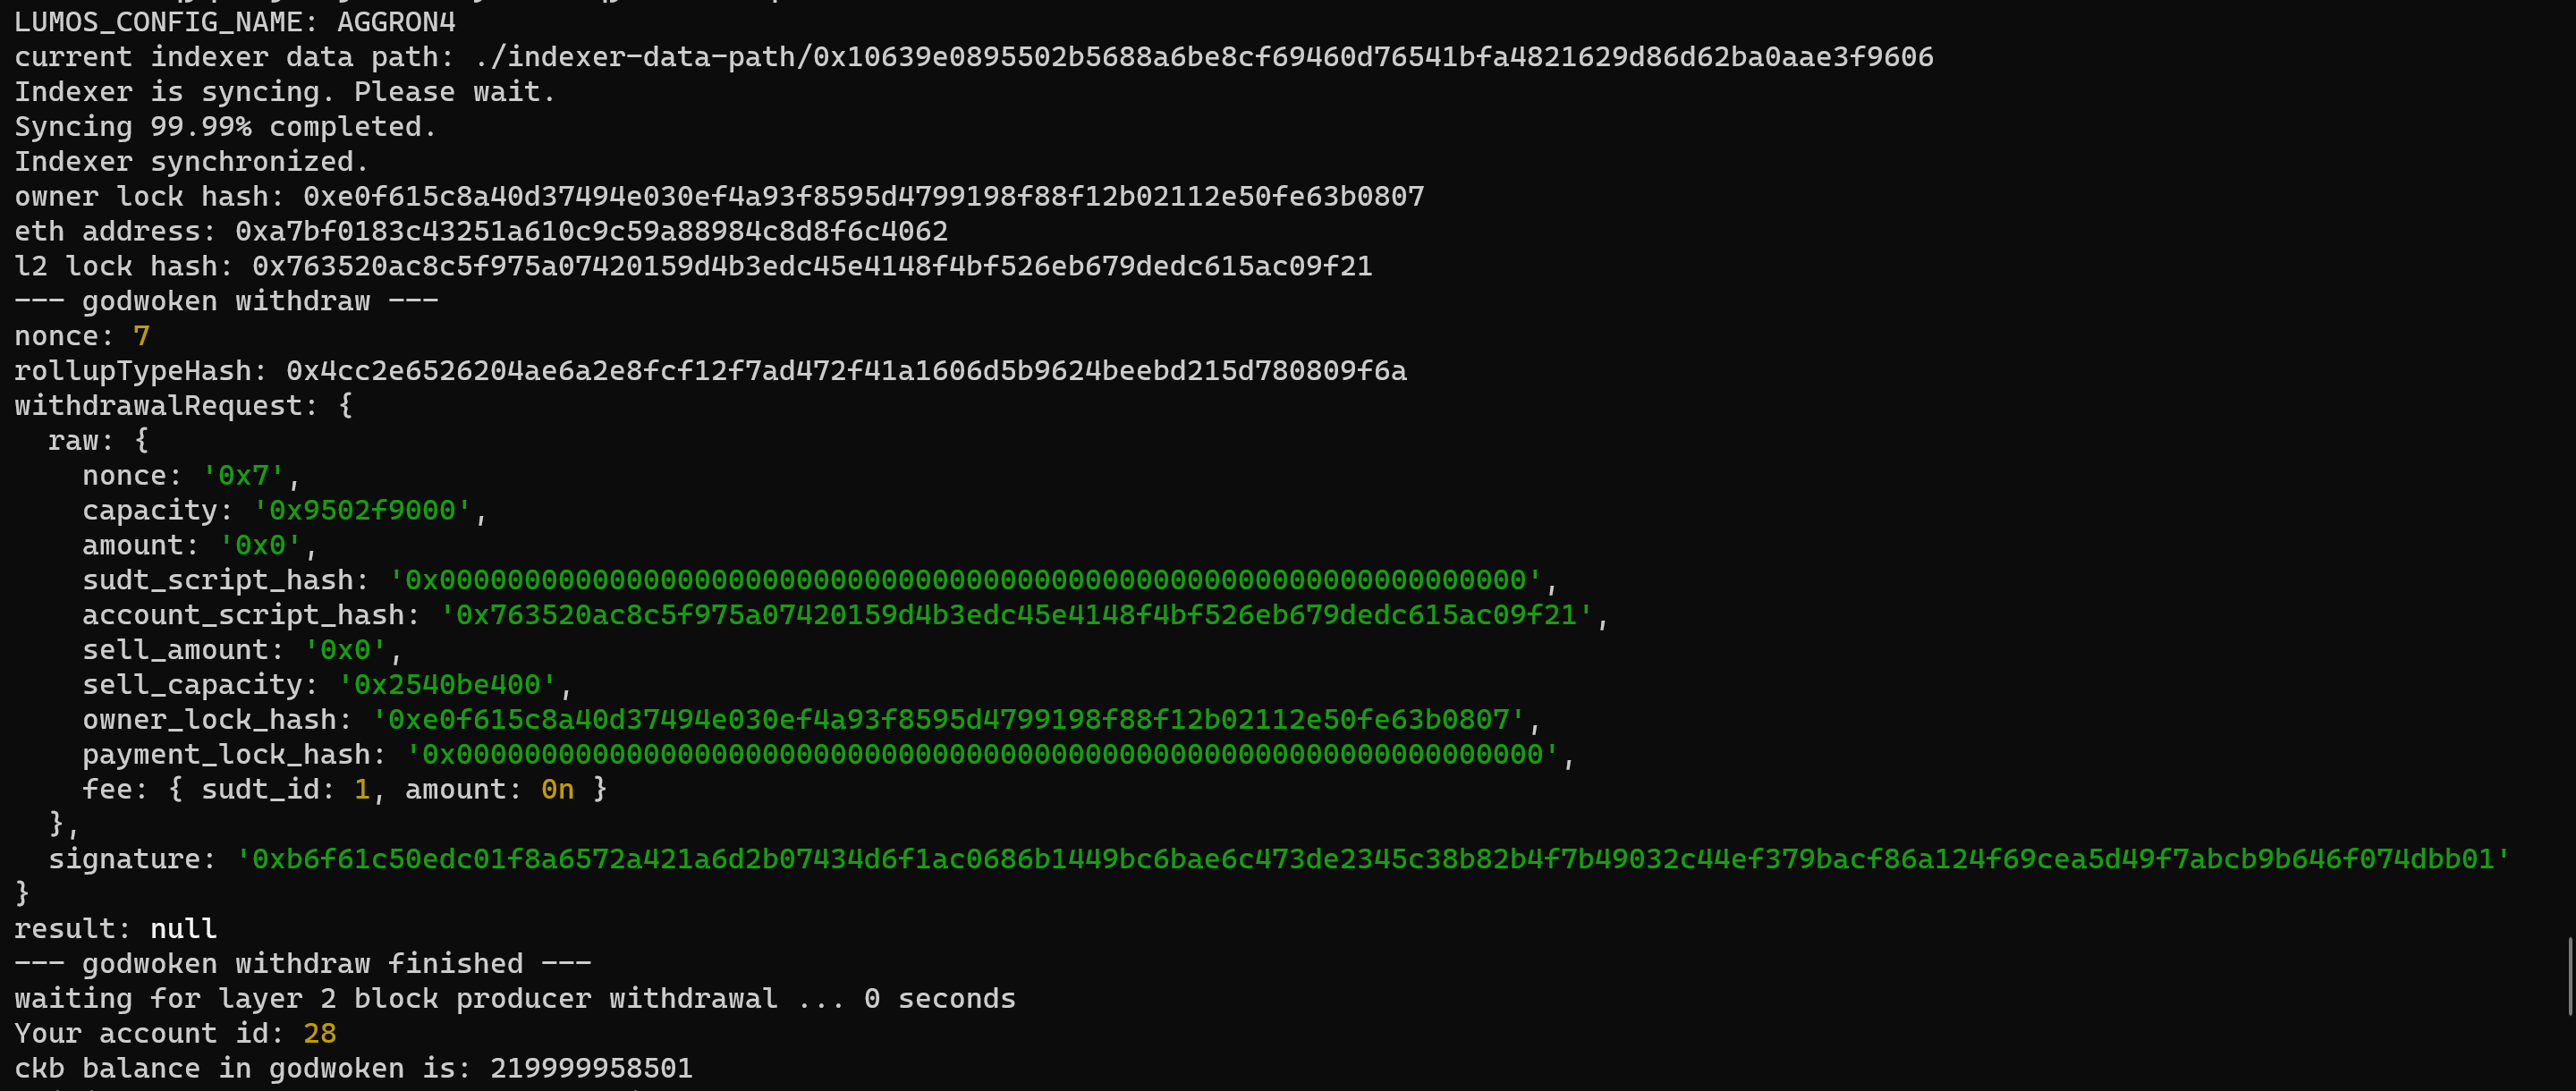 LUMOS_CONFIG_NAME: AGGRON4
current indexer data path: ./indexer-data-path/0x10639e0895502b5688a6be8cf69460d76541bfa4821629d86d62ba0aae3f9606
Indexer is syncing. Please wait.
Syncing 99.99% completed.
Indexer synchronized.
owner lock hash: 0xe0f615c8a40d37494e030ef4a93f8595d4799198f88f12b02112e50fe63b0807
eth address: 0xa7bf0183c43251a610c9c59a88984c8d8f6c4062
l2 lock hash: 0x763520ac8c5f975a07420159d4b3edc45e4148f4bf526eb679dedc615ac09f21
--- godwoken withdraw ---
nonce: 7
rollupTypeHash: 0x4cc2e6526204ae6a2e8fcf12f7ad472f41a1606d5b9624beebd215d780809f6a
withdrawalRequest: {
  raw: {
    nonce: '0x7',
    capacity: '0x9502f9000',
    amount: '0x0',
    sudt_script_hash: '0x0000000000000000000000000000000000000000000000000000000000000000',
    account_script_hash: '0x763520ac8c5f975a07420159d4b3edc45e4148f4bf526eb679dedc615ac09f21',
    sell_amount: '0x0',
    sell_capacity: '0x2540be400',
    owner_lock_hash: '0xe0f615c8a40d37494e030ef4a93f8595d4799198f88f12b02112e50fe63b0807',
    payment_lock_hash: '0x0000000000000000000000000000000000000000000000000000000000000000',
    fee: { sudt_id: 1, amount: 0n }
  },
  signature: '0xb6f61c50edc01f8a6572a421a6d2b07434d6f1ac0686b1449bc6bae6c473de2345c38b82b4f7b49032c44ef379bacf86a124f69cea5d49f7abcb9b646f074dbb01'
}
result: null
--- godwoken withdraw finished ---
waiting for layer 2 block producer withdrawal ... 0 seconds
Your account id: 28
ckb balance in godwoken is: 219999958501